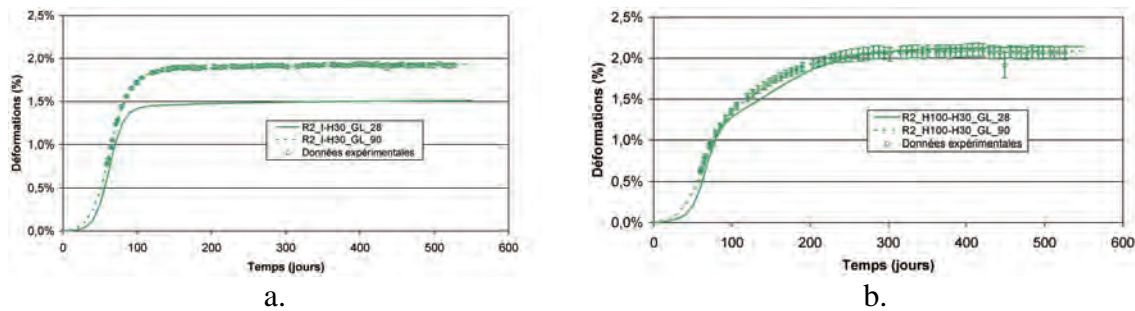 2,5%
2,0%
1,5%
1,0%
0,5%
0,0%
Déformations (%)
0 100 200 300 400 500 600
Temps (jours)
R2_I-H30_GL_28
R2_I-H30_GL_90
Données expérimentales
a.
2,5%
2,0%
1,5%
1,0%
0,5%
0,0%
Déformations (%)
0 100 200 300 400 500 600
Temps (jours)
R2_H100-H30_GL_28
R2_H100-H30_GL_90
Données expérimentales
b.